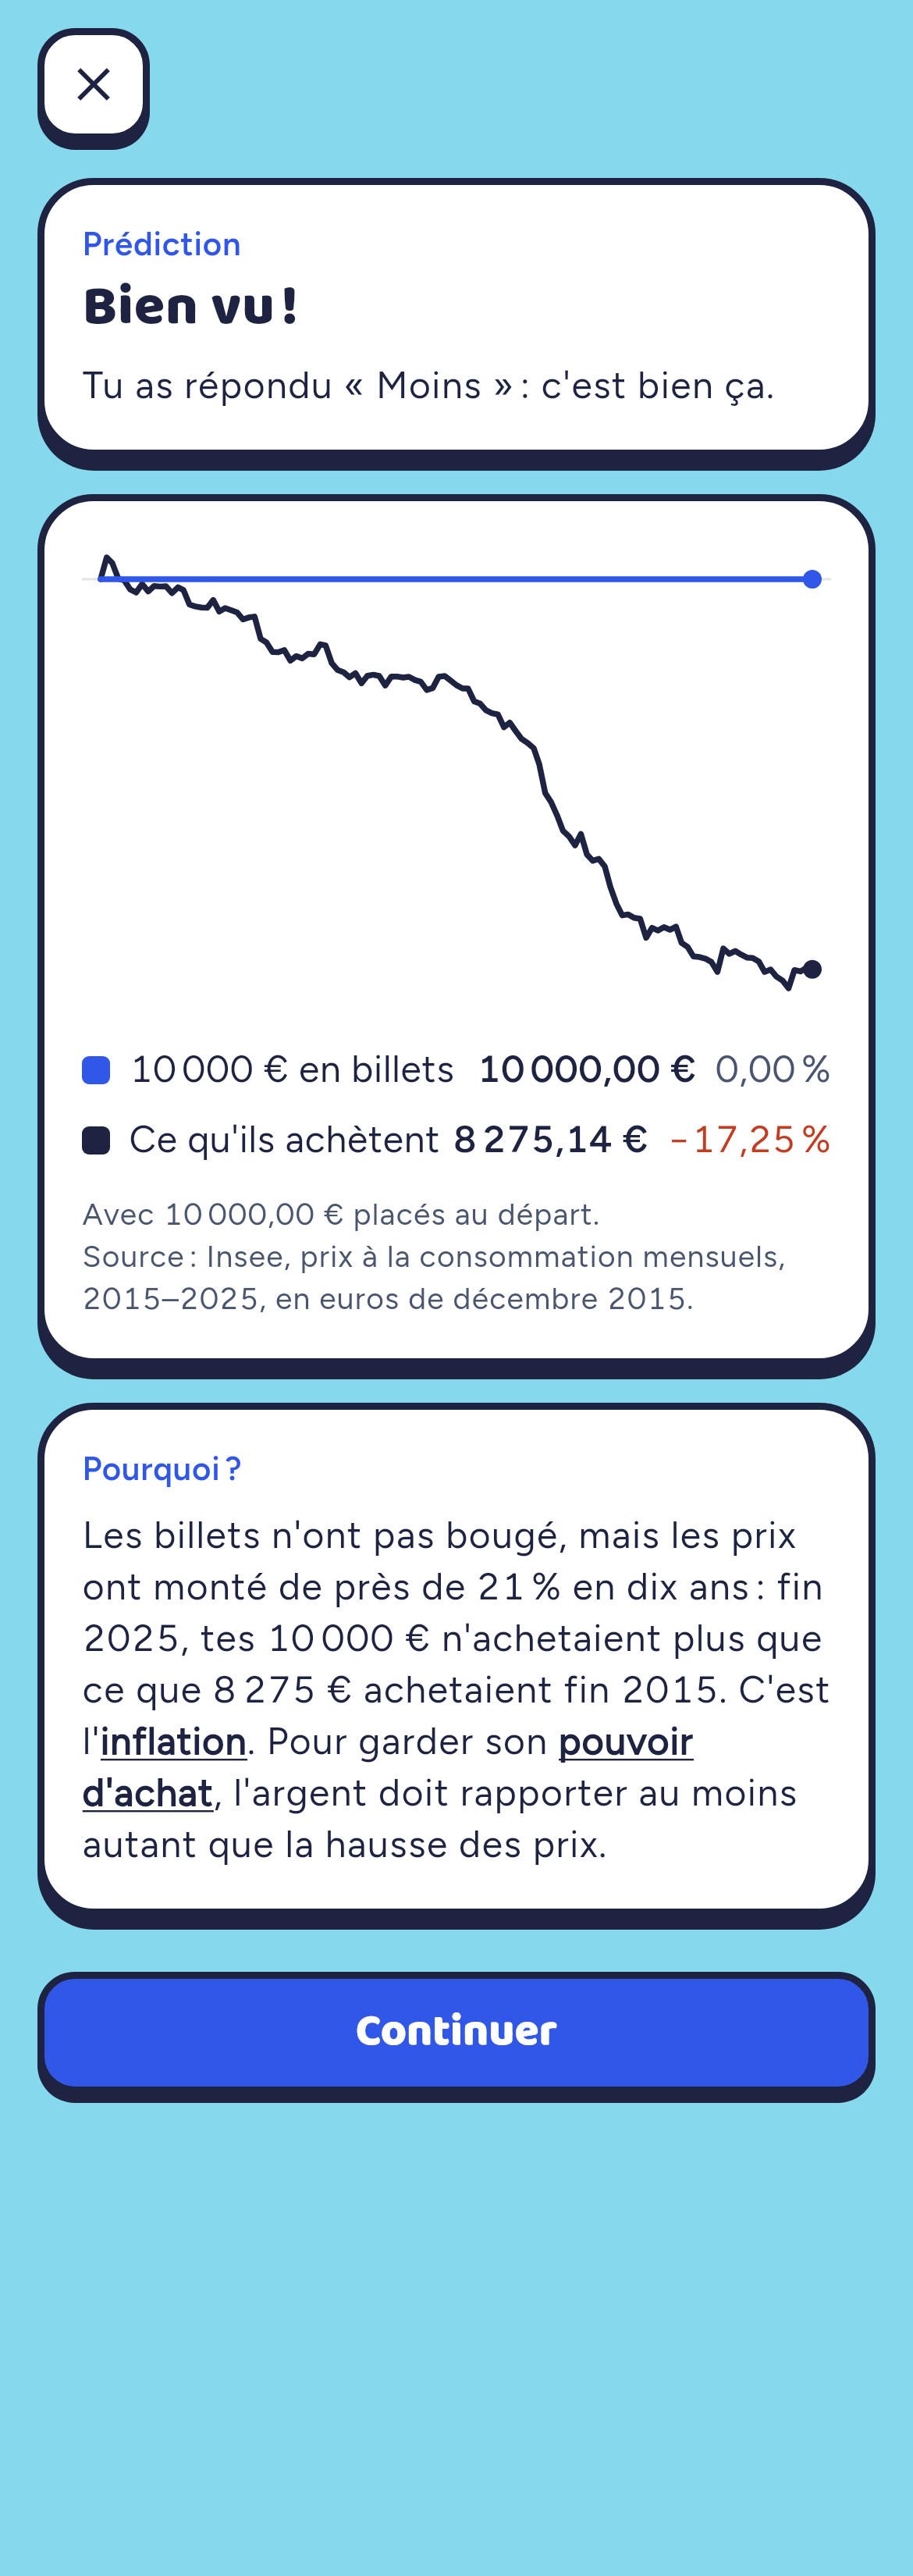 Prédiction
Bien vu !
Tu as répondu « Moins » : c'est bien ça.
10 000 € en billets 10 000,00 € 0,00 %
Ce qu'ils achètent 8 275,14 € −17,25 %
Avec 10 000,00 € placés au départ.
Source : Insee, prix à la consommation mensuels,
2015–2025, en euros de décembre 2015.
Pourquoi ?
Les billets n'ont pas bougé, mais les prix
ont monté de près de 21 % en dix ans : fin
2025, tes 10 000 € n'achetaient plus que
ce que 8 275 € achetaient fin 2015. C'est
l'inflation. Pour garder son pouvoir
d'achat, l'argent doit rapporter au moins
autant que la hausse des prix.
Continuer